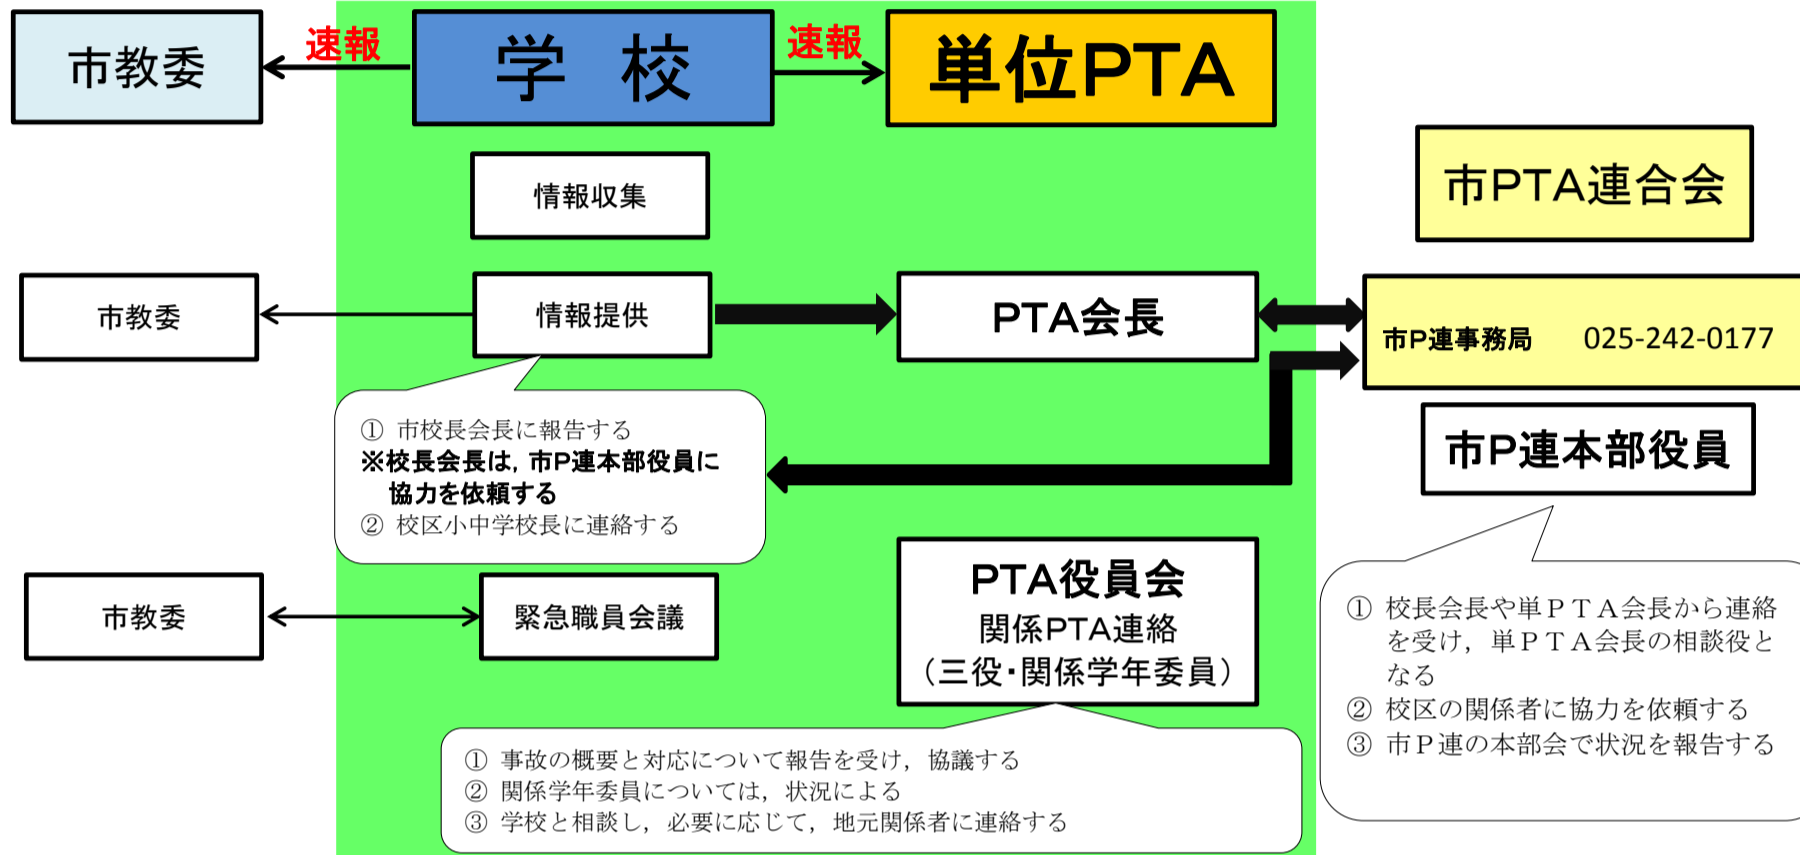 市教委
速報
学 校
速報
単位PTA
市PTA連合会
情報収集
市教委
情報提供
PTA会長
市P連事務局 025-242-0177
① 市校長会長に報告する
※校長会長は，市P連本部役員に
協力を依頼する
② 校区小中学校長に連絡する
市P連本部役員
市教委
緊急職員会議
PTA役員会
関係PTA連絡
（三役・関係学年委員）
① 校長会長や単ＰＴＡ会長から連絡
を受け，単ＰＴＡ会長の相談役と
なる
② 校区の関係者に協力を依頼する
③ 市Ｐ連の本部会で状況を報告する
① 事故の概要と対応について報告を受け，協議する
② 関係学年委員については，状況による
③ 学校と相談し，必要に応じて，地元関係者に連絡する